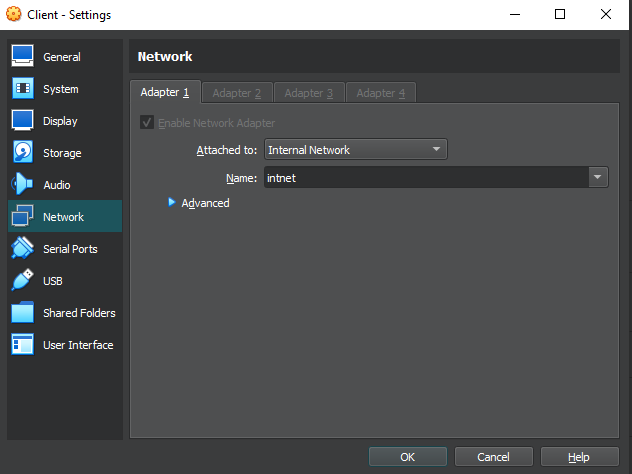 Client - Settings
General
System
Display
Storage
Audio
Network
Serial Ports
USB
Shared Folders
User Interface
Network
Adapter 1 Adapter 2 Adapter 3 Adapter 4
Enable Network Adapter
Attached to: Internal Network
Name: intnet
Advanced
OK Cancel Help